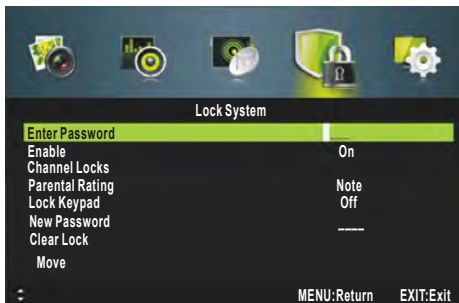 Lock System
Enter Password
Enable On
Channel Locks
Parental Rating Note
Lock Keypad Off
New Password ____
Clear Lock
Move
MENU:Return EXIT:Exit